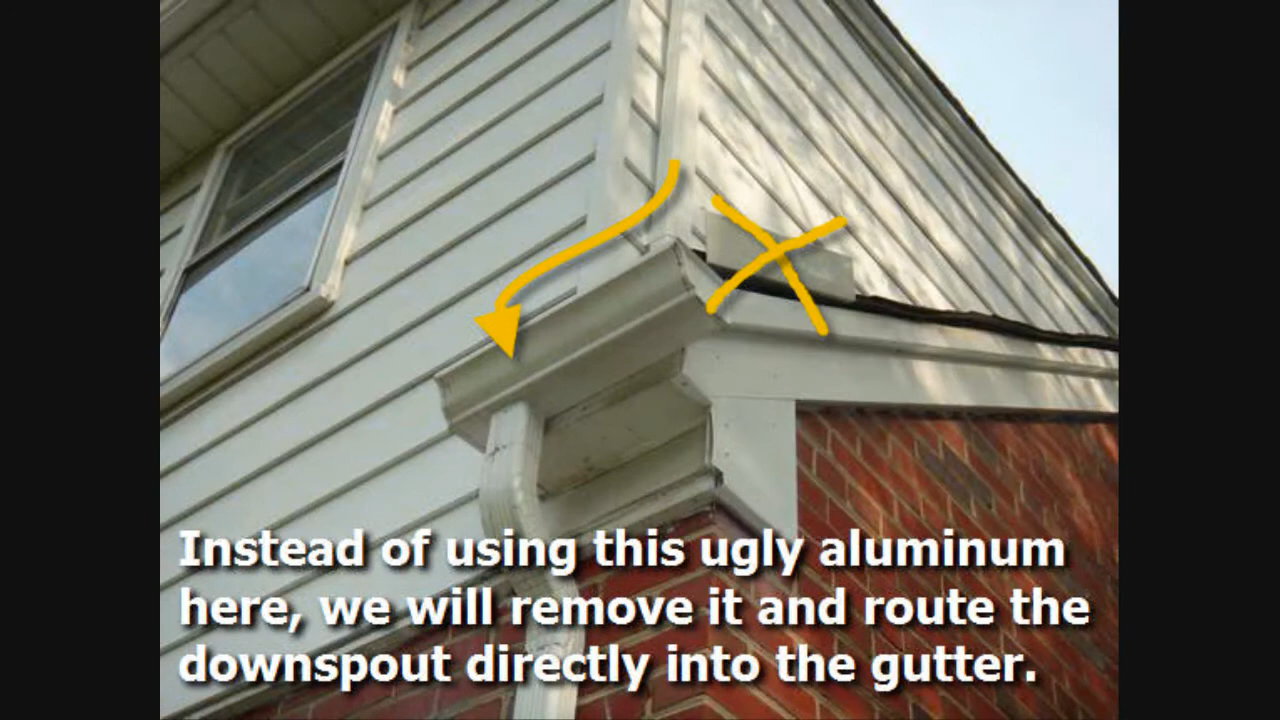 Instead of using this ugly aluminum
here, we will remove it and route the
downspout directly into the gutter.